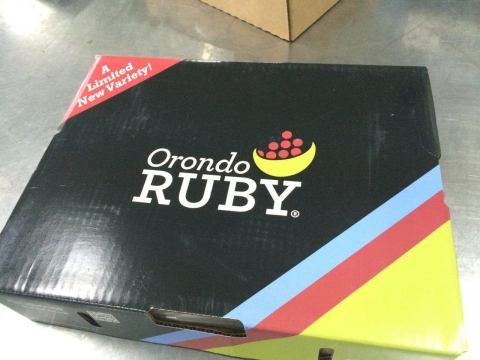 A
Limited
New Variety!
Orondo
RUBY®